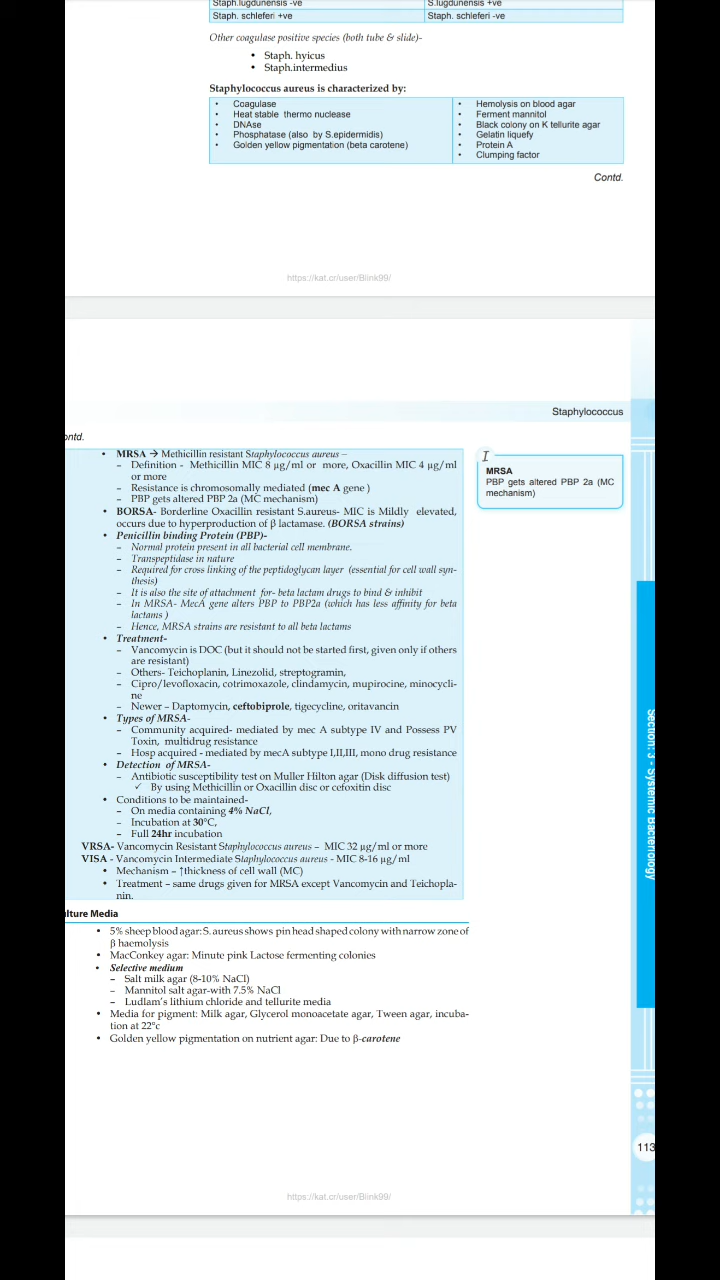 Staph.lugdunensis -ve S.lugdunensis +ve
Staph. schleferi +ve Staph. schleferi -ve
Other coagulase positive species (both tube & slide)-
• Staph. hyicus
• Staph.intermedius
Staphylococcus aureus is characterized by:
• Coagulase
• Heat stable thermo nuclease
• DNAse
• Phosphatase (also by S.epidermidis)
• Golden yellow pigmentation (beta carotene)
• Hemolysis on blood agar
• Ferment mannitol
• Black colony on K tellurite agar
• Gelatin liquefy
• Protein A
• Clumping factor
Contd.
https://kat.cr/user/Blink99/
Staphylococcus
ontd.
• MRSA → Methicillin resistant Staphylococcus aureus –
– Definition - Methicillin MIC 8 µg/ml or more, Oxacillin MIC 4 µg/ml
or more
– Resistance is chromosomally mediated (mec A gene )
– PBP gets altered PBP 2a (MC mechanism)
• BORSA- Borderline Oxacillin resistant S.aureus- MIC is Mildly elevated,
occurs due to hyperproduction of β lactamase. (BORSA strains)
• Penicillin binding Protein (PBP)-
– Normal protein present in all bacterial cell membrane.
– Transpeptidase in nature
– Required for cross linking of the peptidoglycan layer (essential for cell wall syn-
thesis)
– It is also the site of attachment for- beta lactam drugs to bind & inhibit
– In MRSA- MecA gene alters PBP to PBP2a (which has less affinity for beta
lactams )
– Hence, MRSA strains are resistant to all beta lactams
• Treatment-
– Vancomycin is DOC (but it should not be started first, given only if others
are resistant)
– Others- Teichoplanin, Linezolid, streptogramin,
– Cipro/levofloxacin, cotrimoxazole, clindamycin, mupirocine, minocycli-
ne
– Newer – Daptomycin, ceftobiprole, tigecycline, oritavancin
• Types of MRSA-
– Community acquired- mediated by mec A subtype IV and Possess PV
Toxin, multidrug resistance
– Hosp acquired - mediated by mecA subtype I,II,III, mono drug resistance
• Detection of MRSA-
– Antibiotic susceptibility test on Muller Hilton agar (Disk diffusion test)
✓ By using Methicillin or Oxacillin disc or cefoxitin disc
• Conditions to be maintained-
– On media containing 4% NaCl,
– Incubation at 30°C,
– Full 24hr incubation
VRSA- Vancomycin Resistant Staphylococcus aureus – MIC 32 µg/ml or more
VISA - Vancomycin Intermediate Staphylococcus aureus - MIC 8-16 µg/ml
• Mechanism – ↑thickness of cell wall (MC)
• Treatment – same drugs given for MRSA except Vancomycin and Teichopla-
nin.
MRSA
PBP gets altered PBP 2a (MC
mechanism)
ulture Media
• 5% sheep blood agar: S. aureus shows pin head shaped colony with narrow zone of
β haemolysis
• MacConkey agar: Minute pink Lactose fermenting colonies
• Selective medium
– Salt milk agar (8-10% NaCl)
– Mannitol salt agar-with 7.5% NaCl
– Ludlam's lithium chloride and tellurite media
• Media for pigment: Milk agar, Glycerol monoacetate agar, Tween agar, incuba-
tion at 22°c
• Golden yellow pigmentation on nutrient agar: Due to β-carotene
Section: 3 - Systemic Bacteriology
113
https://kat.cr/user/Blink99/